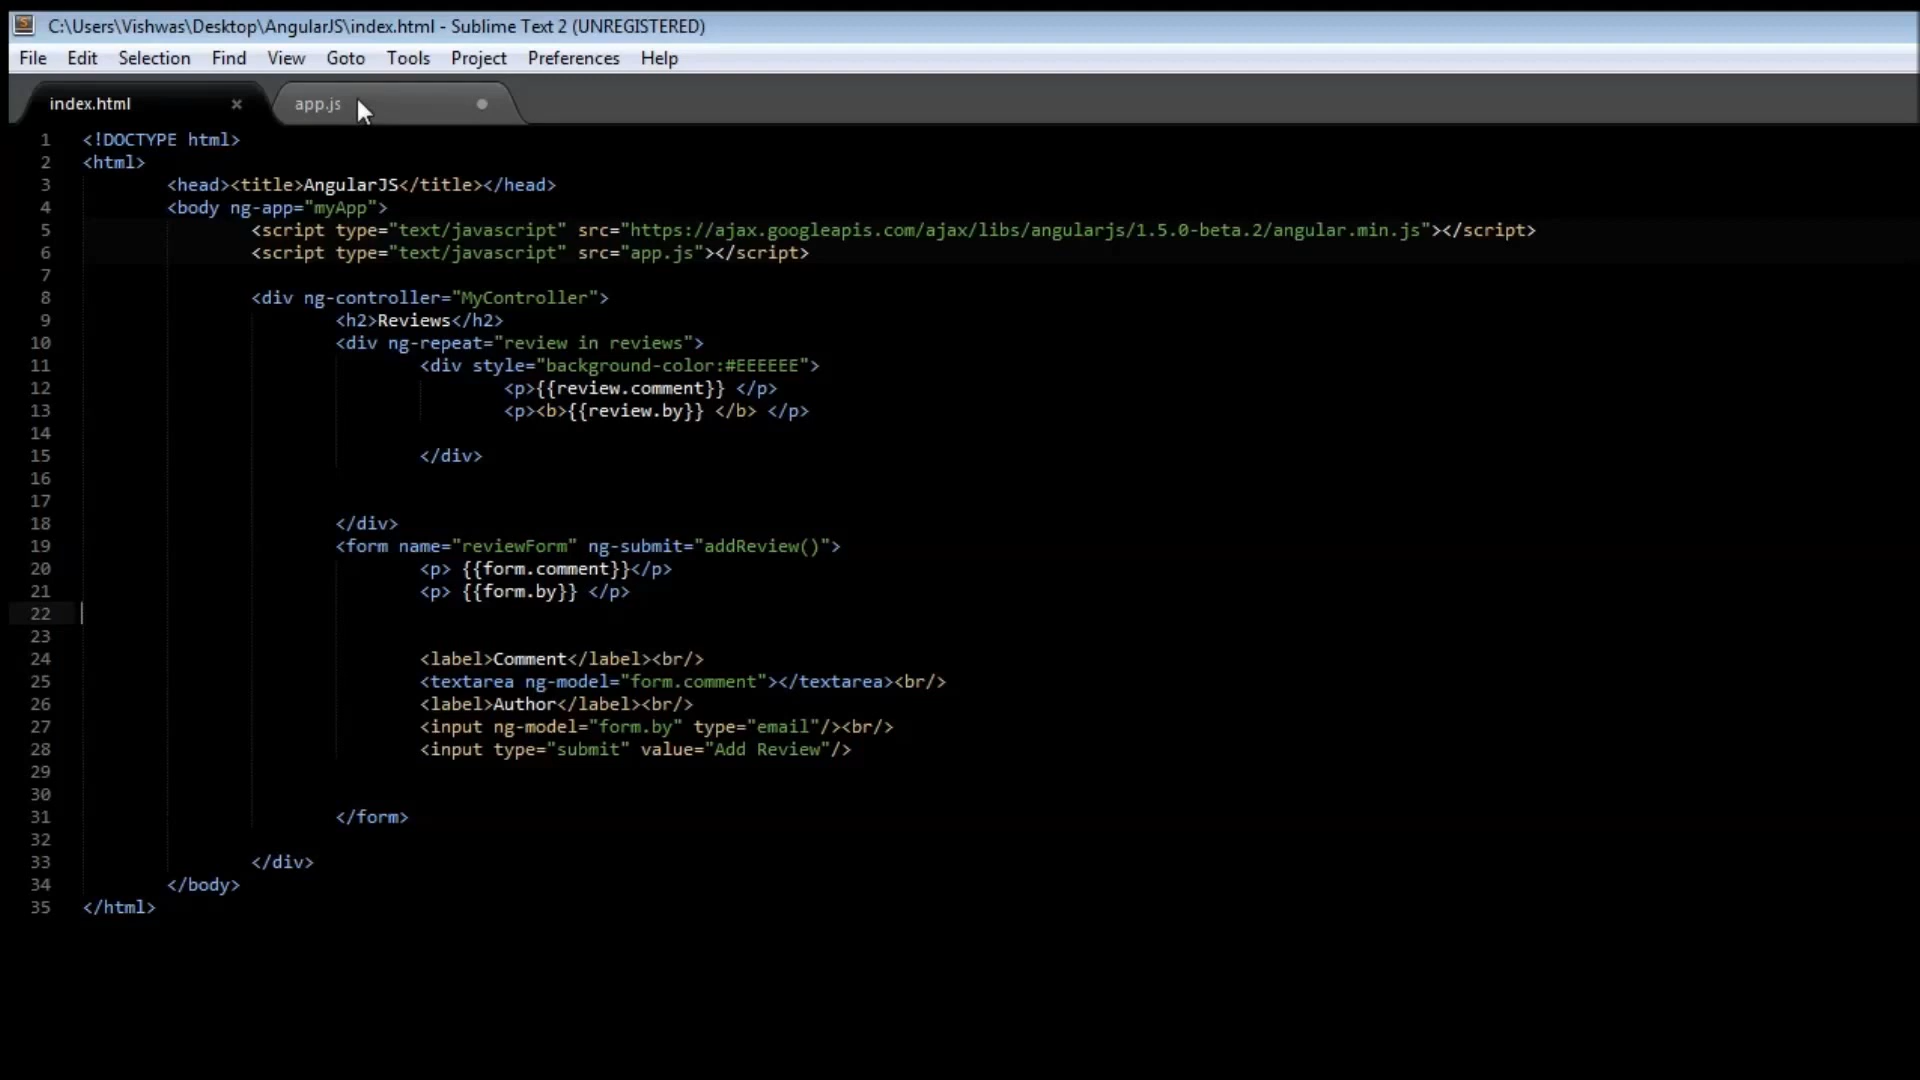 C:\Users\Vishwas\Desktop\AngularJS\index.html - Sublime Text 2 (UNREGISTERED)
File Edit Selection Find View Goto Tools Project Preferences Help
index.html × app.js
1 <!DOCTYPE html>
2 <html>
3 <head><title>AngularJS</title></head>
4 <body ng-app="myApp">
5 <script type="text/javascript" src="https://ajax.googleapis.com/ajax/libs/angularjs/1.5.0-beta.2/angular.min.js"></script>
6 <script type="text/javascript" src="app.js"></script>
7
8 <div ng-controller="MyController">
9 <h2>Reviews</h2>
10 <div ng-repeat="review in reviews">
11 <div style="background-color:#EEEEEE">
12 <p>{{review.comment}} </p>
13 <p><b>{{review.by}} </b> </p>
14
15 </div>
16
17
18 </div>
19 <form name="reviewForm" ng-submit="addReview()">
20 <p> {{form.comment}}</p>
21 <p> {{form.by}} </p>
22
23
24 <label>Comment</label><br/>
25 <textarea ng-model="form.comment"></textarea><br/>
26 <label>Author</label><br/>
27 <input ng-model="form.by" type="email"/><br/>
28 <input type="submit" value="Add Review"/>
29
30
31 </form>
32
33 </div>
34 </body>
35 </html>